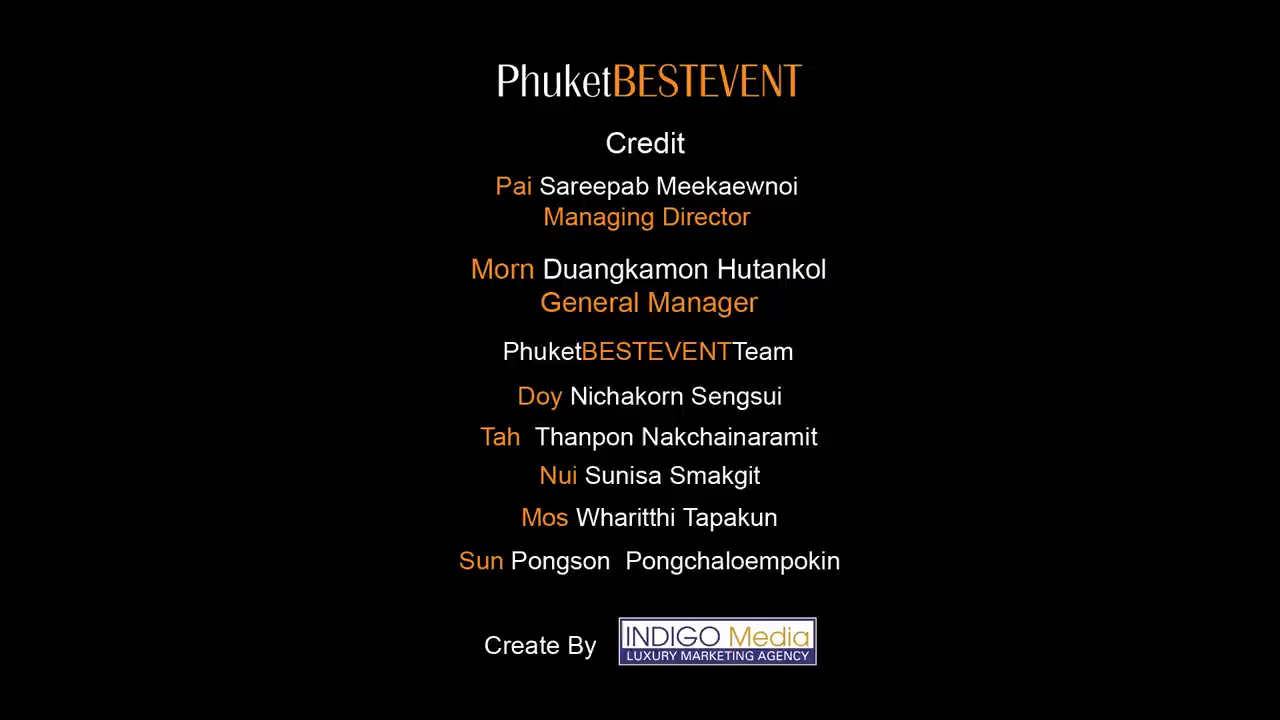 PhuketBESTEVENT
Credit
Pai Sareepab Meekaewnoi
Managing Director
Morn Duangkamon Hutankol
General Manager
PhuketBESTEVENTTeam
Doy Nichakorn Sengsui
Tah Thanpon Nakchainaramit
Nui Sunisa Smakgit
Mos Wharitthi Tapakun
Sun Pongson Pongchaloempokin
Create By INDIGO Media
LUXURY MARKETING AGENCY